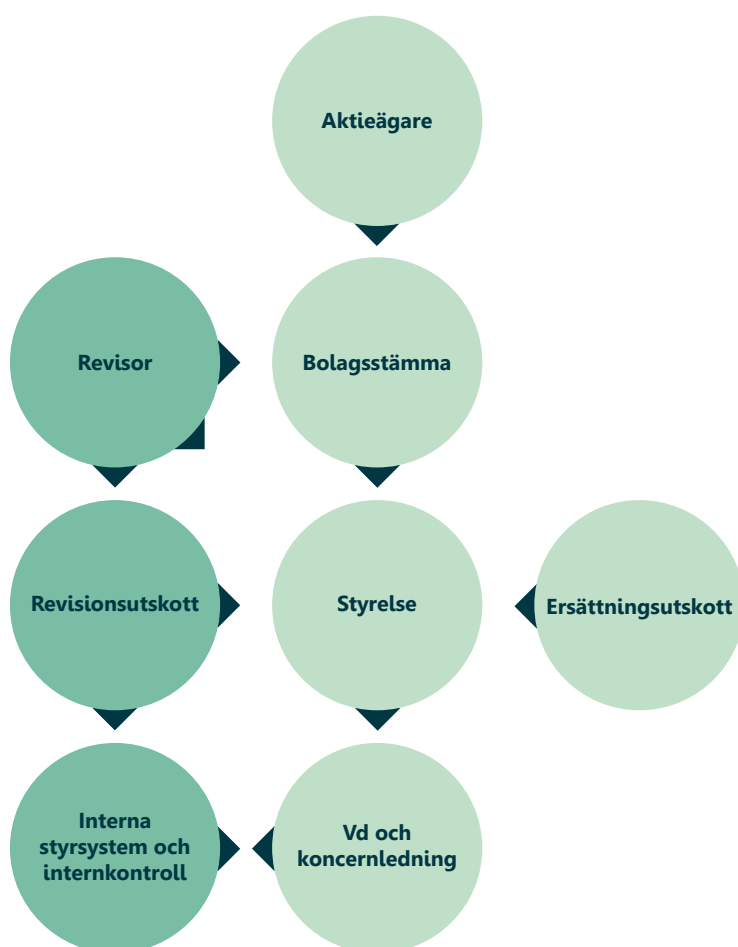 Aktieägare
Revisor
Bolagsstämma
Revisionsutskott
Styrelse
Ersättningsutskott
Interna
styrsystem och
internkontroll
Vd och
koncernledning